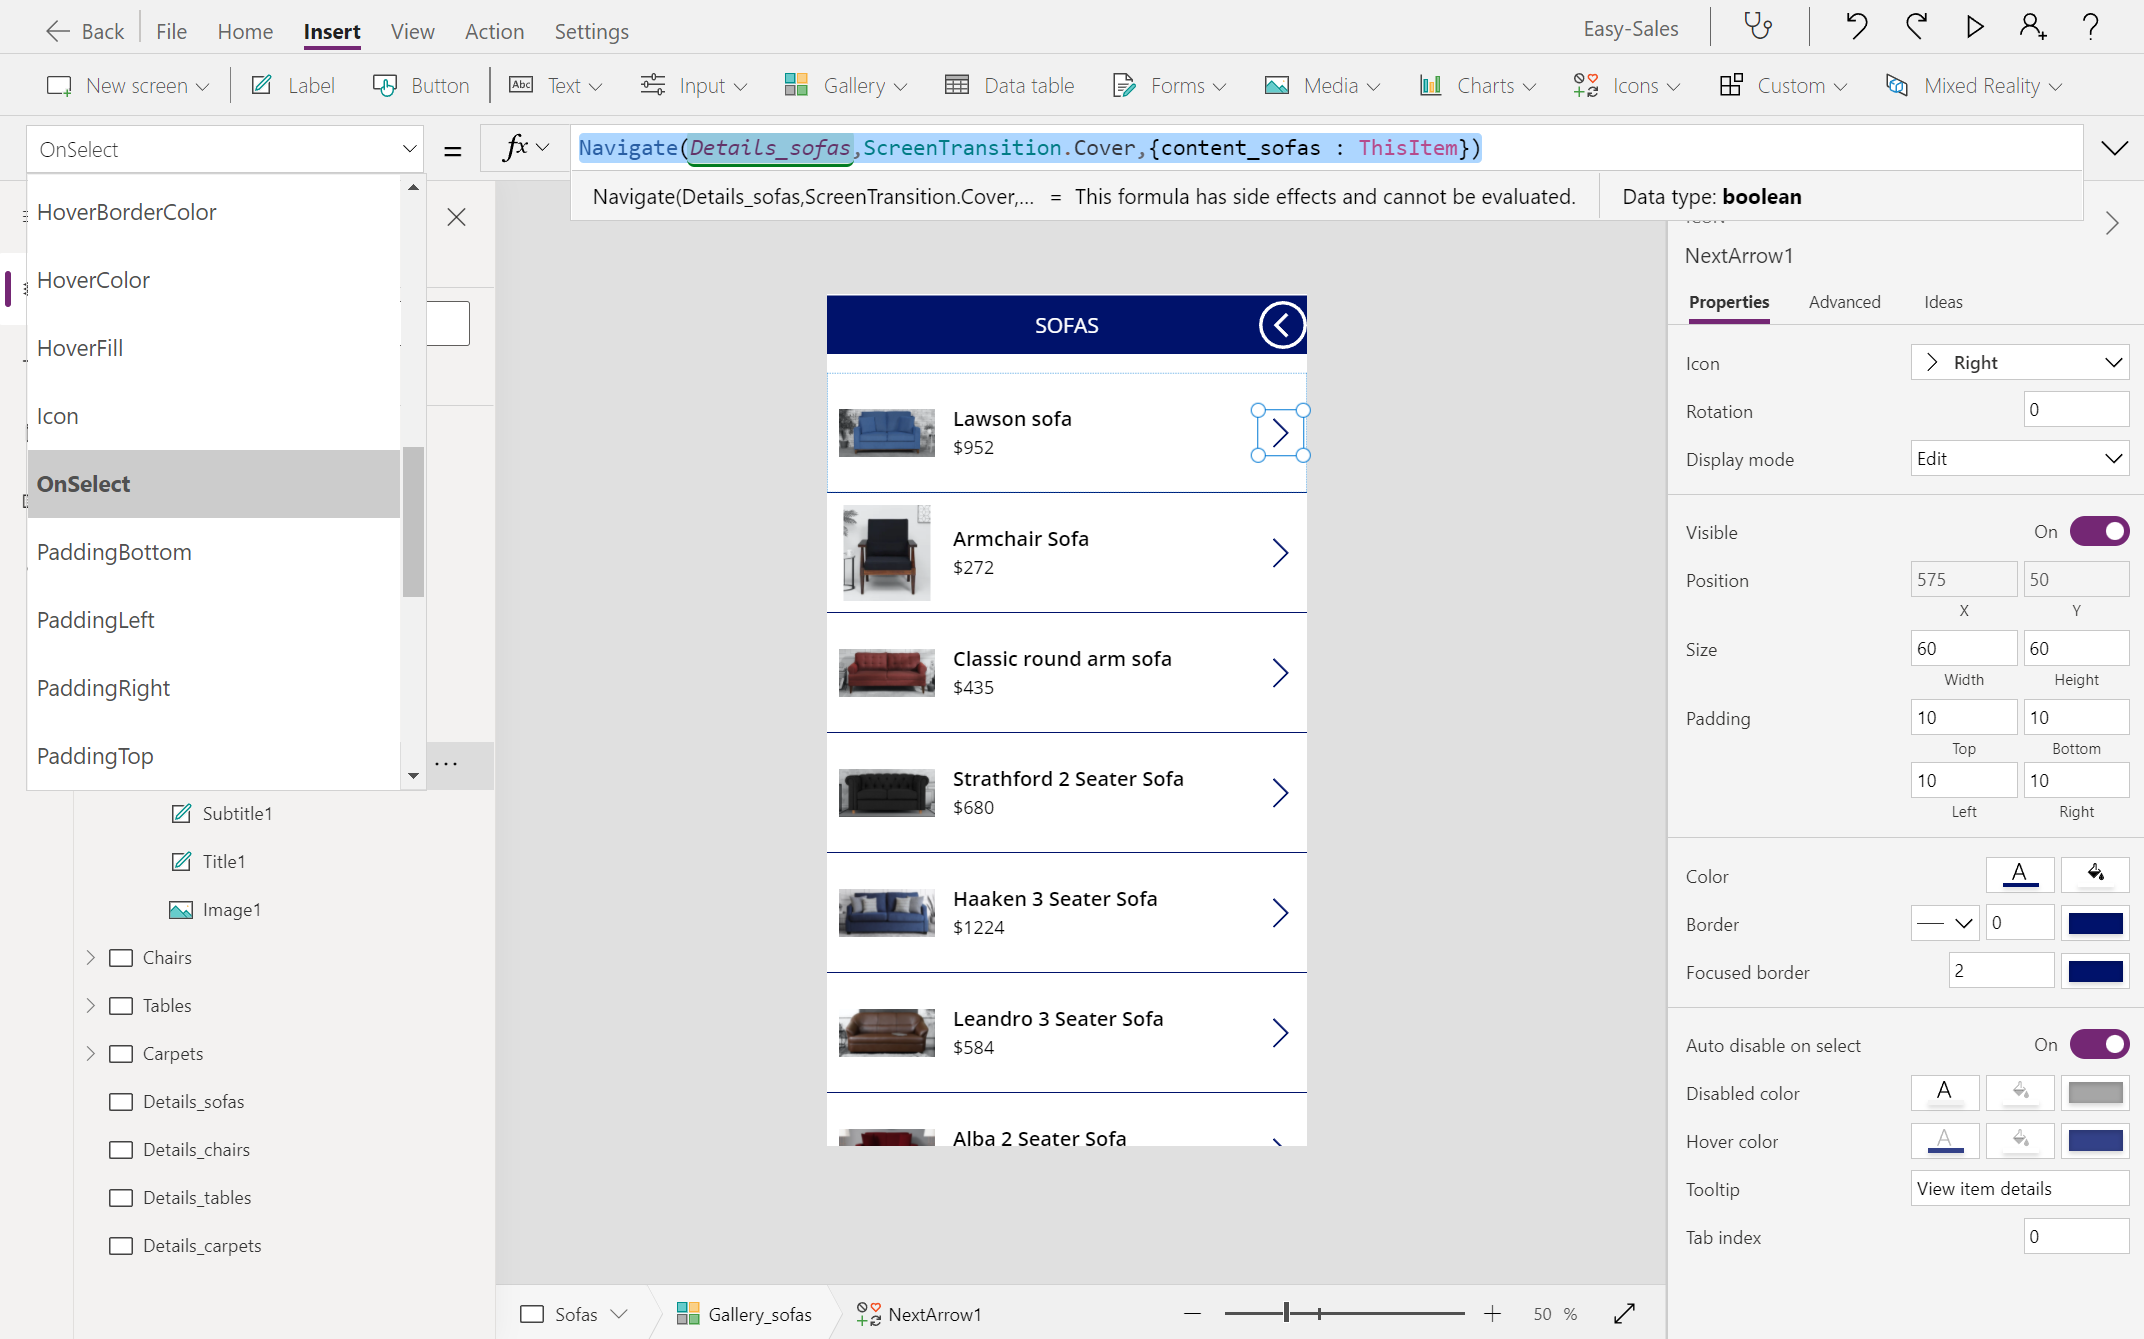 Back File Home Insert View Action Settings Easy-Sales
New screen Label Button Abc Text Input Gallery Data table Forms Media Charts Icons Custom Mixed Reality
OnSelect = fx Navigate(Details_sofas,ScreenTransition.Cover,{content_sofas : ThisItem})
Navigate(Details_sofas,ScreenTransition.Cover,... = This formula has side effects and cannot be evaluated. Data type: boolean
HoverBorderColor
HoverColor
HoverFill
Icon
OnSelect
PaddingBottom
PaddingLeft
PaddingRight
PaddingTop
...
Subtitle1
Title1
Image1
Chairs
Tables
Carpets
Details_sofas
Details_chairs
Details_tables
Details_carpets
SOFAS
Lawson sofa
$952
Armchair Sofa
$272
Classic round arm sofa
$435
Strathford 2 Seater Sofa
$680
Haaken 3 Seater Sofa
$1224
Leandro 3 Seater Sofa
$584
Alba 2 Seater Sofa
Sofas Gallery_sofas NextArrow1 50 %
NextArrow1
Properties Advanced Ideas
Icon Right
Rotation 0
Display mode Edit
Visible On
Position 575 50
X Y
Size 60 60
Width Height
Padding 10 10
Top Bottom
10 10
Left Right
Color A
Border 0
Focused border 2
Auto disable on select On
Disabled color A
Hover color A
Tooltip View item details
Tab index 0